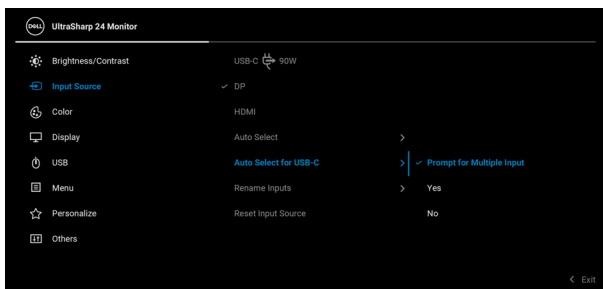 DELL UltraSharp 24 Monitor
Brightness/Contrast USB-C 90W
Input Source DP
Color HDMI
Display Auto Select
USB Auto Select for USB-C Prompt for Multiple Input
Menu Rename Inputs Yes
Personalize Reset Input Source No
Others
Exit